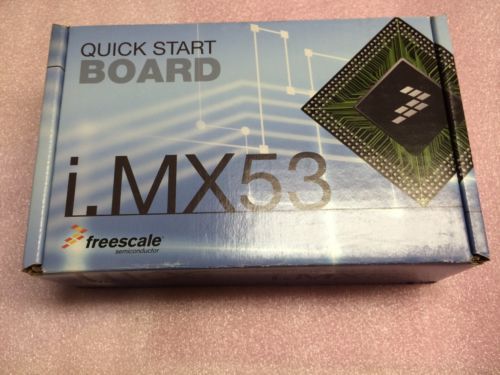 QUICK START
BOARD
i.MX53
freescale
semiconductor